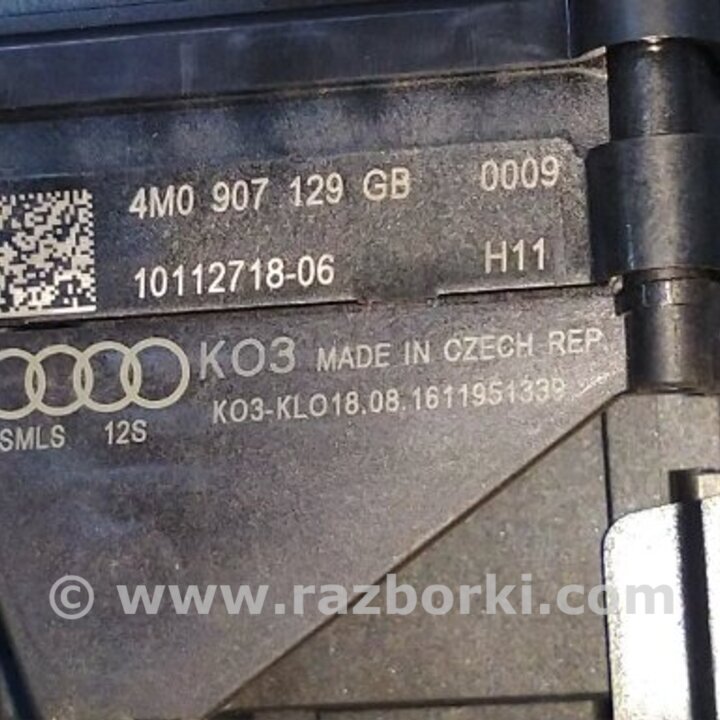 4M0 907 129 GB 0009
10112718-06 H11
KO3 MADE IN CZECH REP
KO3-KLO18.08.1611951339
SMLS 12S
© www.razborki.com